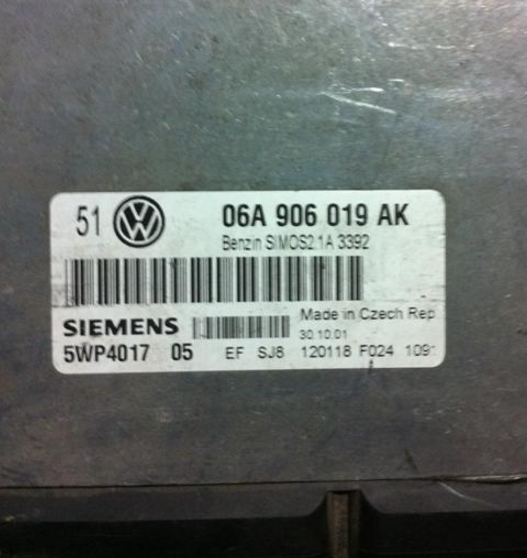 51 06A 906 019 AK
Benzin SIMOS2.1A 3392
SIEMENS Made in Czech Rep
30.10.01
5WP4017 05 EF SJ8 120118 F024 109